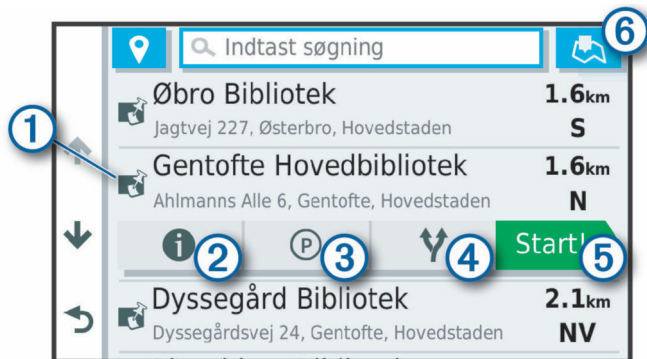 6
Indtast søgning
Øbro Bibliotek 1.6km
Jagtvej 227, Østerbro, Hovedstaden S
1
Gentofte Hovedbibliotek 1.6km
Ahlmanns Alle 6, Gentofte, Hovedstaden N
i 2 P 3 4 Start! 5
Dyssegård Bibliotek 2.1km
Dyssegårdsvej 24, Gentofte, Hovedstaden NV